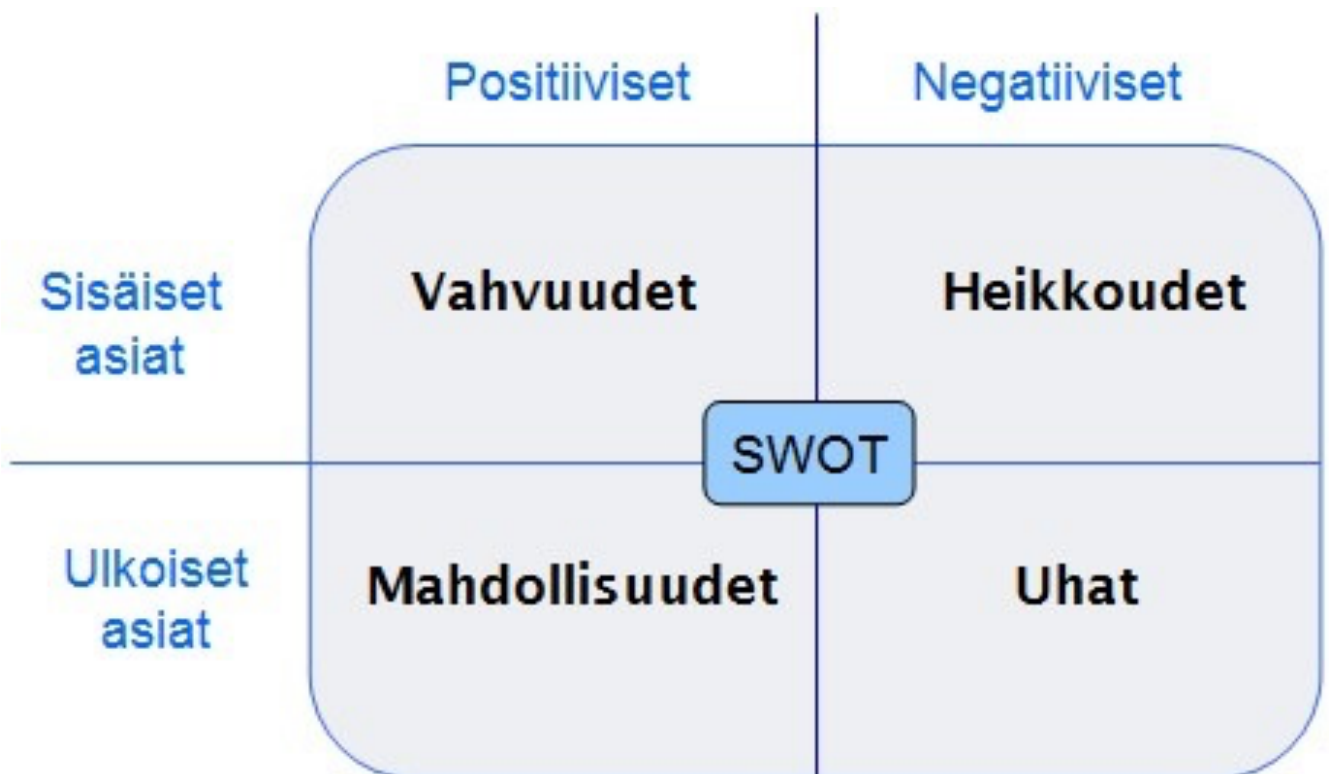 Positiiviset Negatiiviset
Sisäiset
asiat
Vahvuudet Heikkoudet
SWOT
Ulkoiset
asiat
Mahdollisuudet Uhat